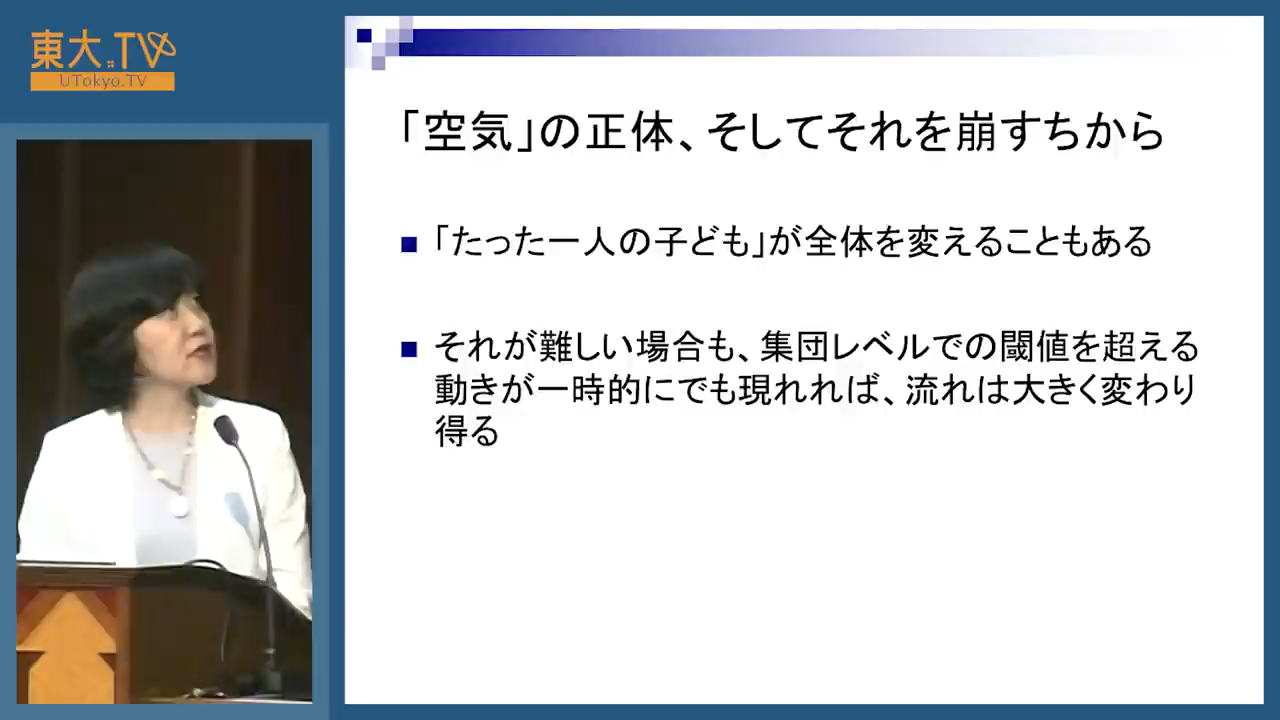 東大.TV
UTokyo.TV
「空気」の正体、そしてそれを崩すちから
「たった一人の子ども」が全体を変えることもある
それが難しい場合も、集団レベルでの閾値を超える
動きが一時的にでも現れれば、流れは大きく変わり
得る